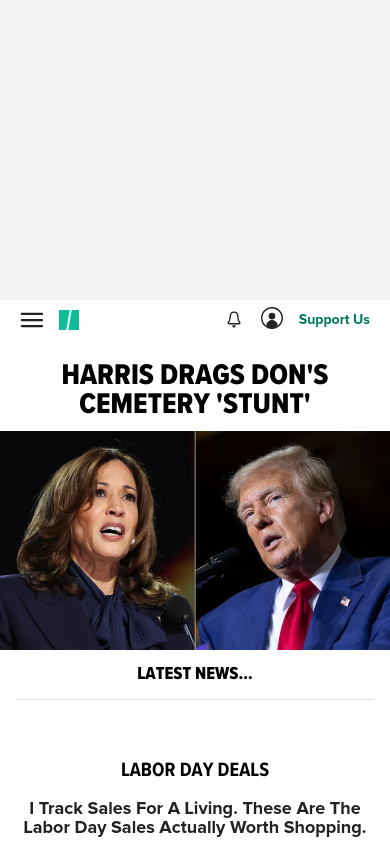 Support Us
HARRIS DRAGS DON'S
CEMETERY 'STUNT'
LATEST NEWS...
LABOR DAY DEALS
I Track Sales For A Living. These Are The
Labor Day Sales Actually Worth Shopping.